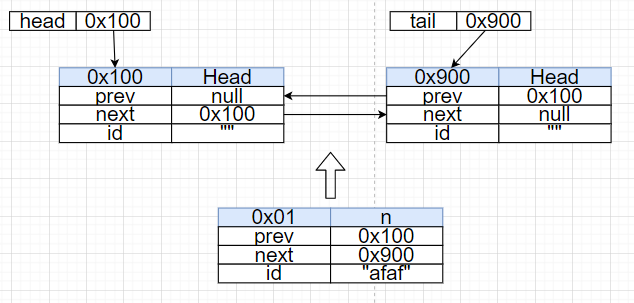 head 0x100
tail 0x900
0x100 Head
prev null
next 0x100
id ""
0x900 Head
prev 0x100
next null
id ""
0x01 n
prev 0x100
next 0x900
id "afaf"